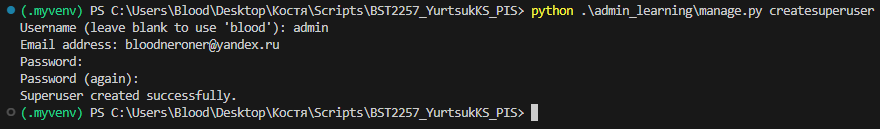 (.myvenv) PS C:\Users\Blood\Desktop\Костя\Scripts\BST2257_YurtsukKS_PIS> python .\admin_learning\manage.py createsuperuser
Username (leave blank to use 'blood'): admin
Email address: bloodneroner@yandex.ru
Password:
Password (again):
Superuser created successfully.
(.myvenv) PS C:\Users\Blood\Desktop\Костя\Scripts\BST2257_YurtsukKS_PIS>